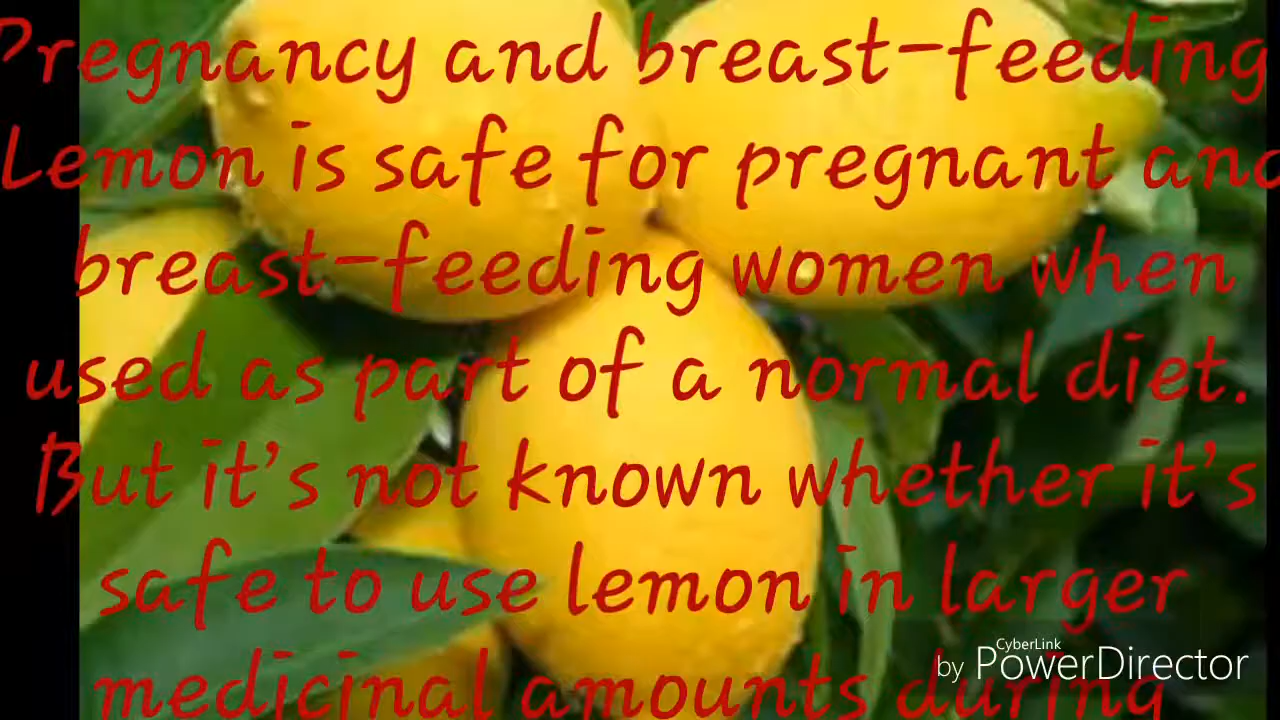 Pregnancy and breast-feeding
Lemon is safe for pregnant and
breast-feeding women when
used as part of a normal diet.
But it's not known whether it's
safe to use lemon in larger
medicinal amounts during
CyberLink
by PowerDirector